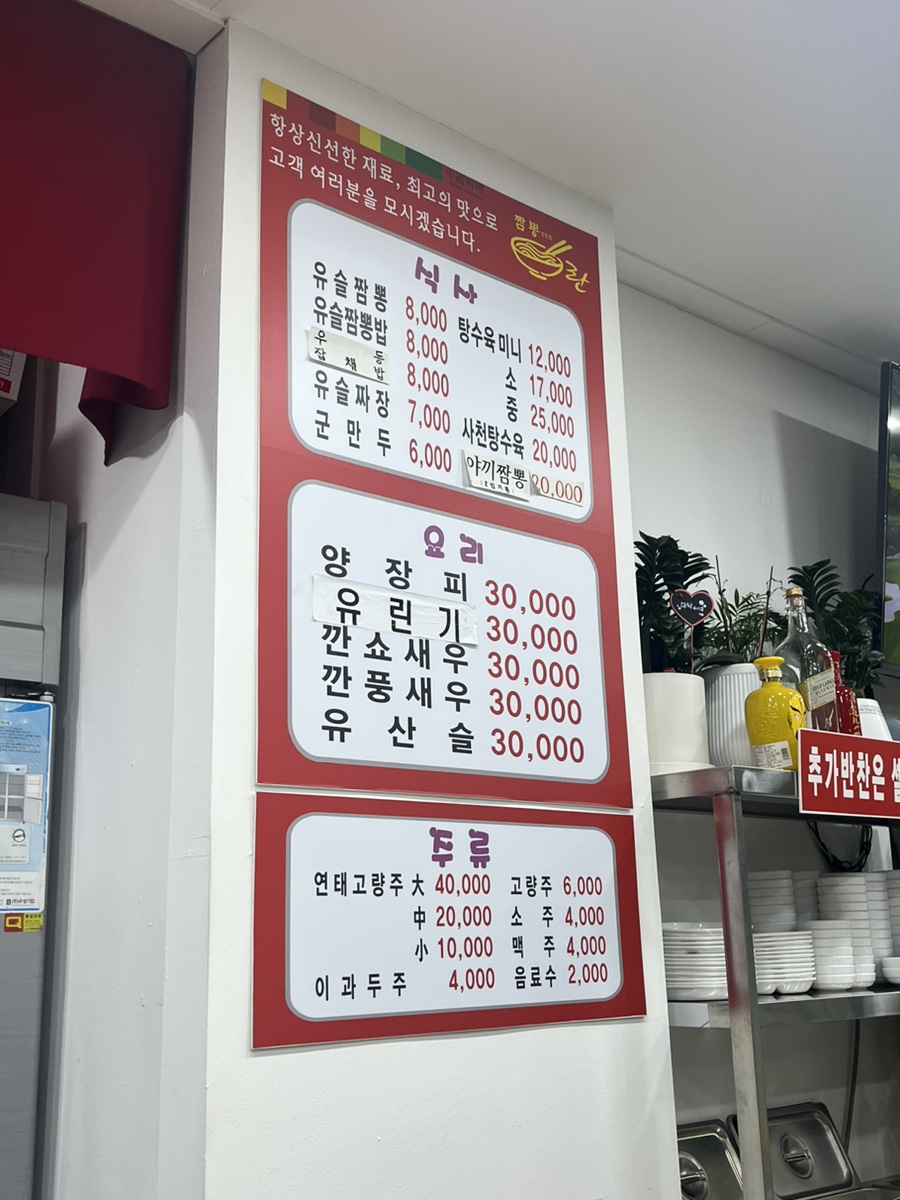 항상신선한 재료, 최고의 맛으로
고객 여러분을 모시겠습니다.
짬뽕
란
식사
유슬짬뽕 8,000
유슬짬뽕밥 8,000
우동
잡채밥 8,000
유슬짜장 7,000
군만두 6,000
탕수육 미니 12,000
소 17,000
중 25,000
사천탕수육 20,000
야끼짬뽕 20,000
요리
양장피 30,000
유린기 30,000
깐쇼새우 30,000
깐풍새우 30,000
유산슬 30,000
주류
연태고량주 大 40,000
中 20,000
小 10,000
이과두주 4,000
고량주 6,000
소주 4,000
맥주 4,000
음료수 2,000
추가반찬은 셀